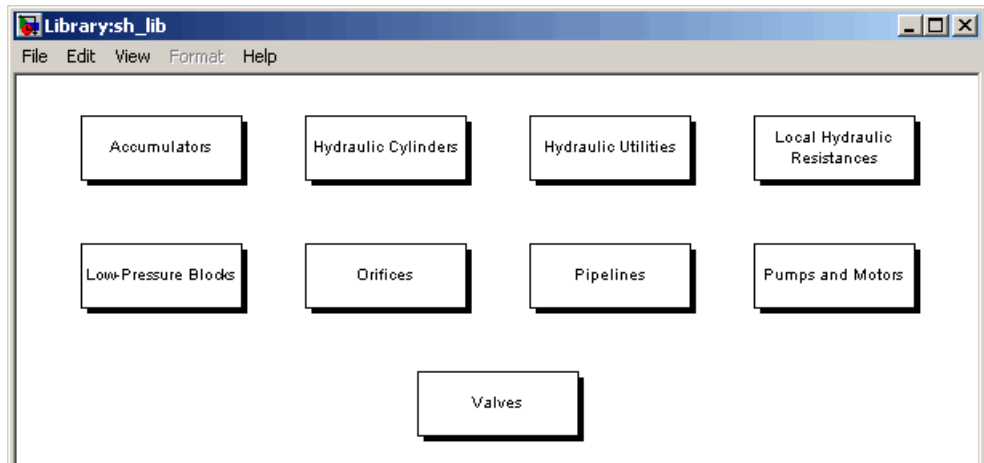 Library:sh_lib
File Edit View Format Help
Accumulators
Hydraulic Cylinders
Hydraulic Utilities
Local Hydraulic
Resistances
Low-Pressure Blocks
Orifices
Pipelines
Pumps and Motors
Valves